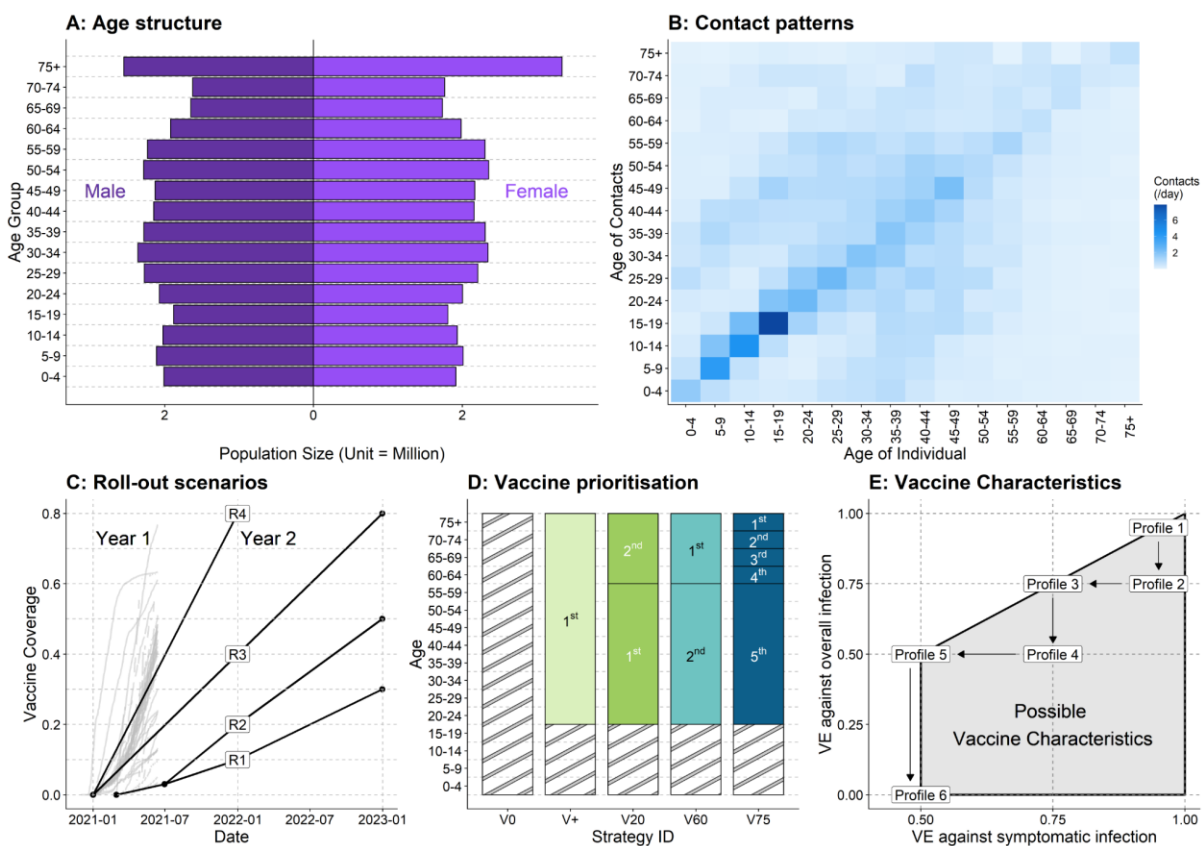 A: Age structure
Age Group
75+
70-74
65-69
60-64
55-59
50-54
45-49
40-44
35-39
30-34
25-29
20-24
15-19
10-14
5-9
0-4
Male
Female
2
0
2
Population Size (Unit = Million)
B: Contact patterns
Age of Contacts
75+
70-74
65-69
60-64
55-59
50-54
45-49
40-44
35-39
30-34
25-29
20-24
15-19
10-14
5-9
0-4
0-4
5-9
10-14
15-19
20-24
25-29
30-34
35-39
40-44
45-49
50-54
55-59
60-64
65-69
70-74
75+
Age of Individual
Contacts
(/day)
6
4
2
C: Roll-out scenarios
Vaccine Coverage
0.8
0.6
0.4
0.2
0.0
Year 1
R4
Year 2
R3
R2
R1
2021-01
2021-07
2022-01
2022-07
2023-01
Date
D: Vaccine prioritisation
Age
75+
70-74
65-69
60-64
55-59
50-54
45-49
40-44
35-39
30-34
25-29
20-24
15-19
10-14
5-9
0-4
1st
2nd
1st
1st
2nd
1st
2nd
3rd
4th
5th
V0
V+
V20
V60
V75
Strategy ID
E: Vaccine Characteristics
VE against overall infection
1.00
0.75
0.50
0.25
0.00
Profile 1
Profile 3
Profile 2
Profile 5
Profile 4
Possible
Vaccine Characteristics
Profile 6
0.50
0.75
1.00
VE against symptomatic infection